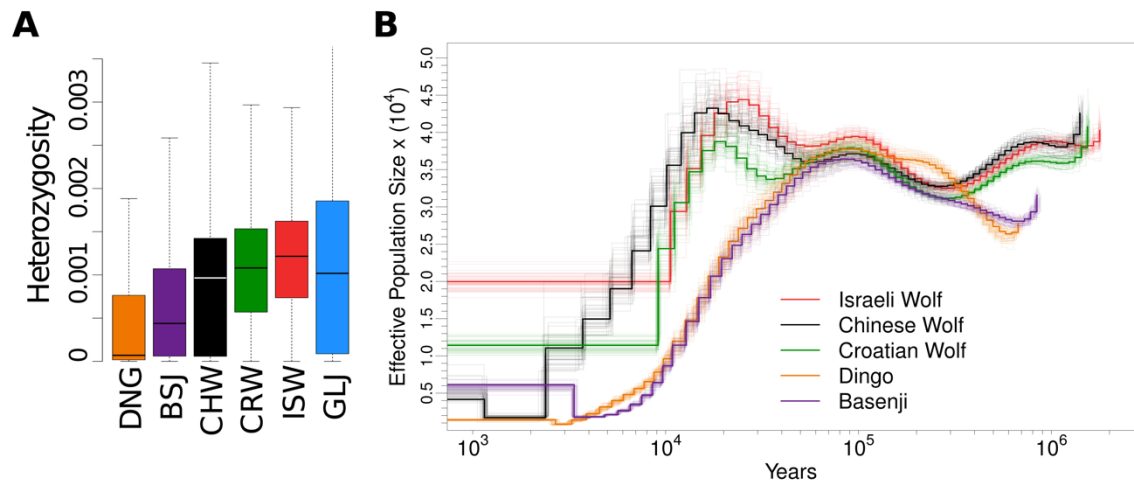 A
B
Heterozygosity
0.003
0.002
0.001
0
DNG
BSJ
CHW
CRW
ISW
GLJ
Effective Population Size x (10⁴)
5.0
4.5
4.0
3.5
3.0
2.5
2.0
1.5
1.0
0.5
Israeli Wolf
Chinese Wolf
Croatian Wolf
Dingo
Basenji
10³
10⁴
10⁵
10⁶
Years